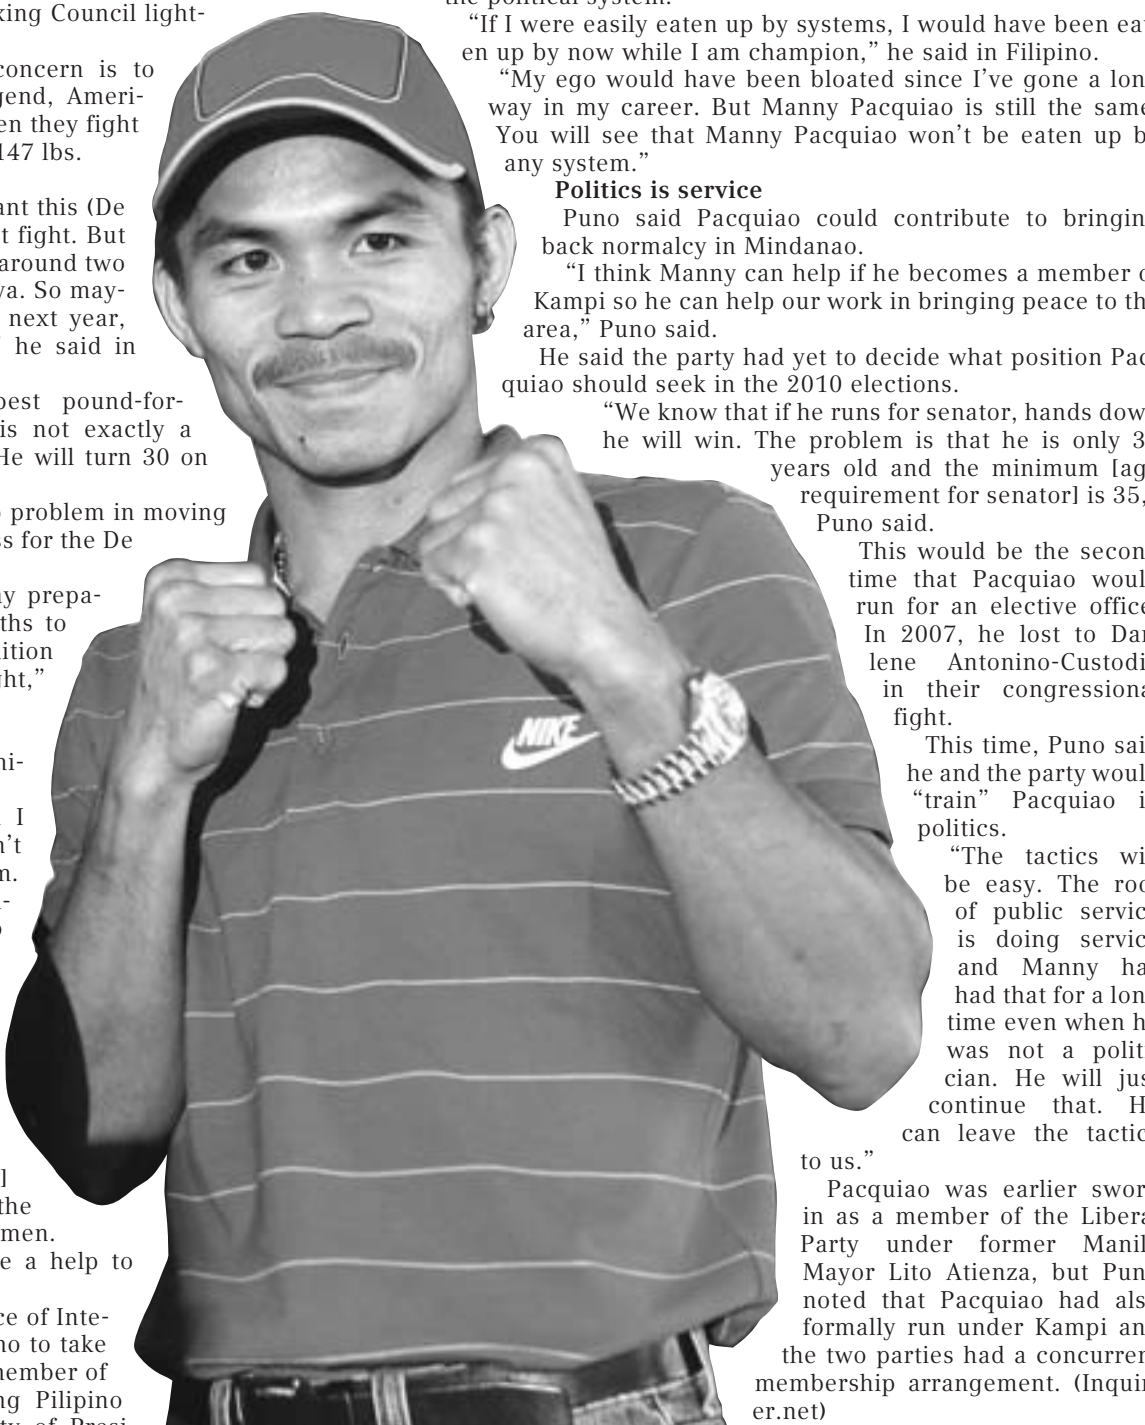 king Council light-
concern is to
gend, Ameri-
en they fight
147 lbs.
ant this (De
t fight. But
around two
ya. So may-
next year,
he said in
best pound-for-
is not exactly a
He will turn 30 on
problem in moving
ss for the De
ny prepa-
ths to
ition
ght,”
ni-
I
n’t
m.
]
the
men.
e a help to
ce of Inte-
no to take
member of
ng Pilipino
ty of Presi-
“If I were easily eaten up by systems, I would have been eat
en up by now while I am champion,” he said in Filipino.
“My ego would have been bloated since I’ve gone a lon
way in my career. But Manny Pacquiao is still the same
You will see that Manny Pacquiao won’t be eaten up b
any system.”
Politics is service
Puno said Pacquiao could contribute to bringin
back normalcy in Mindanao.
“I think Manny can help if he becomes a member o
Kampi so he can help our work in bringing peace to th
area,” Puno said.
He said the party had yet to decide what position Pac
quiao should seek in the 2010 elections.
“We know that if he runs for senator, hands dow
he will win. The problem is that he is only 3
years old and the minimum [ag
requirement for senator] is 35,
Puno said.
This would be the secon
time that Pacquiao woul
run for an elective office
In 2007, he lost to Dar
lene Antonino-Custodi
in their congressiona
fight.
This time, Puno sai
he and the party woul
“train” Pacquiao i
politics.
“The tactics wi
be easy. The roo
of public servic
is doing servic
and Manny ha
had that for a lon
time even when h
was not a polit
cian. He will jus
continue that. H
can leave the tactic
to us.”
Pacquiao was earlier swor
in as a member of the Libera
Party under former Manil
Mayor Lito Atienza, but Pun
noted that Pacquiao had als
formally run under Kampi an
the two parties had a concurren
membership arrangement. (Inquir
er.net)
NIKE